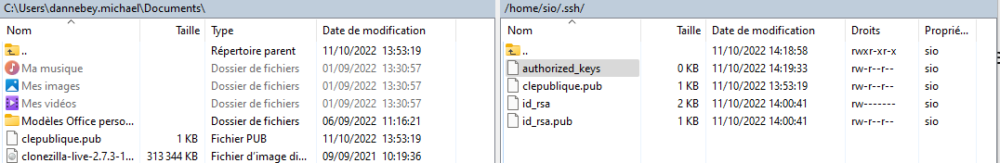 C:\Users\dannebey.michael\Documents\
Nom Taille Type Date de modification
.. Répertoire parent 11/10/2022 13:53:19
Ma musique Dossier de fichiers 01/09/2022 13:30:57
Mes images Dossier de fichiers 01/09/2022 13:30:57
Mes vidéos Dossier de fichiers 01/09/2022 13:30:57
Modèles Office perso... Dossier de fichiers 06/09/2022 11:16:21
clepublique.pub 1 KB Fichier PUB 11/10/2022 13:53:19
clonezilla-live-2.7.3-1... 313 344 KB Fichier d'image di... 09/09/2021 10:19:36
/home/sio/.ssh/
Nom Taille Date de modification Droits Proprié...
.. 11/10/2022 14:18:58 rwxr-xr-x sio
authorized_keys 0 KB 11/10/2022 14:19:33 rw-r--r-- sio
clepublique.pub 1 KB 11/10/2022 13:53:19 rw-r--r-- sio
id_rsa 2 KB 11/10/2022 14:00:41 rw------- sio
id_rsa.pub 1 KB 11/10/2022 14:00:41 rw-r--r-- sio